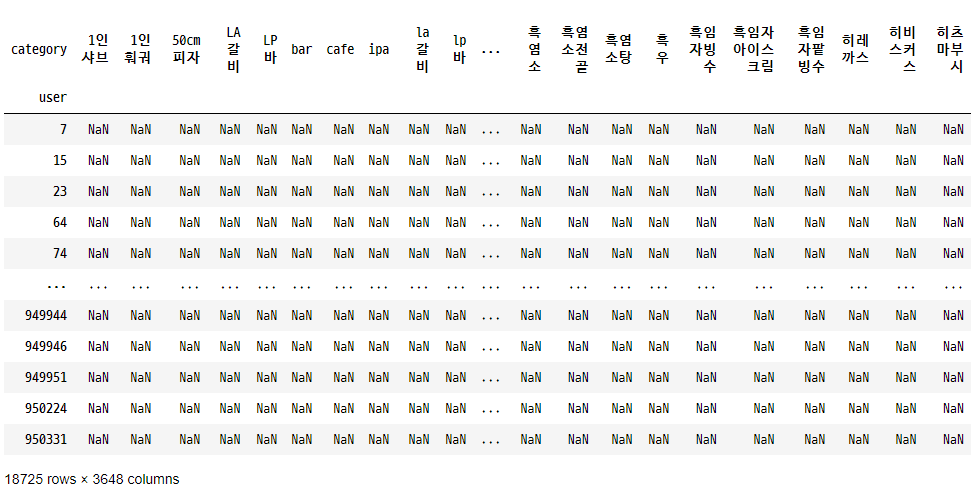 category 1인샤브 1인훠궈 50cm피자 LA갈비 LP바 bar cafe ipa la갈비 lp바 ... 흑염소 흑염소전골 흑염소탕 흑우 흑임자빙수 흑임자아이스크림 흑임자팥빙수 히레까스 히비스커스 히츠마부시
user
7 NaN NaN NaN NaN NaN NaN NaN NaN NaN NaN ... NaN NaN NaN NaN NaN NaN NaN NaN NaN NaN
15 NaN NaN NaN NaN NaN NaN NaN NaN NaN NaN ... NaN NaN NaN NaN NaN NaN NaN NaN NaN NaN
23 NaN NaN NaN NaN NaN NaN NaN NaN NaN NaN ... NaN NaN NaN NaN NaN NaN NaN NaN NaN NaN
64 NaN NaN NaN NaN NaN NaN NaN NaN NaN NaN ... NaN NaN NaN NaN NaN NaN NaN NaN NaN NaN
74 NaN NaN NaN NaN NaN NaN NaN NaN NaN NaN ... NaN NaN NaN NaN NaN NaN NaN NaN NaN NaN
... ... ... ... ... ... ... ... ... ... ... ... ... ... ... ... ... ... ... ... ... ...
949944 NaN NaN NaN NaN NaN NaN NaN NaN NaN NaN ... NaN NaN NaN NaN NaN NaN NaN NaN NaN NaN
949946 NaN NaN NaN NaN NaN NaN NaN NaN NaN NaN ... NaN NaN NaN NaN NaN NaN NaN NaN NaN NaN
949951 NaN NaN NaN NaN NaN NaN NaN NaN NaN NaN ... NaN NaN NaN NaN NaN NaN NaN NaN NaN NaN
950224 NaN NaN NaN NaN NaN NaN NaN NaN NaN NaN ... NaN NaN NaN NaN NaN NaN NaN NaN NaN NaN
950331 NaN NaN NaN NaN NaN NaN NaN NaN NaN NaN ... NaN NaN NaN NaN NaN NaN NaN NaN NaN NaN
18725 rows × 3648 columns